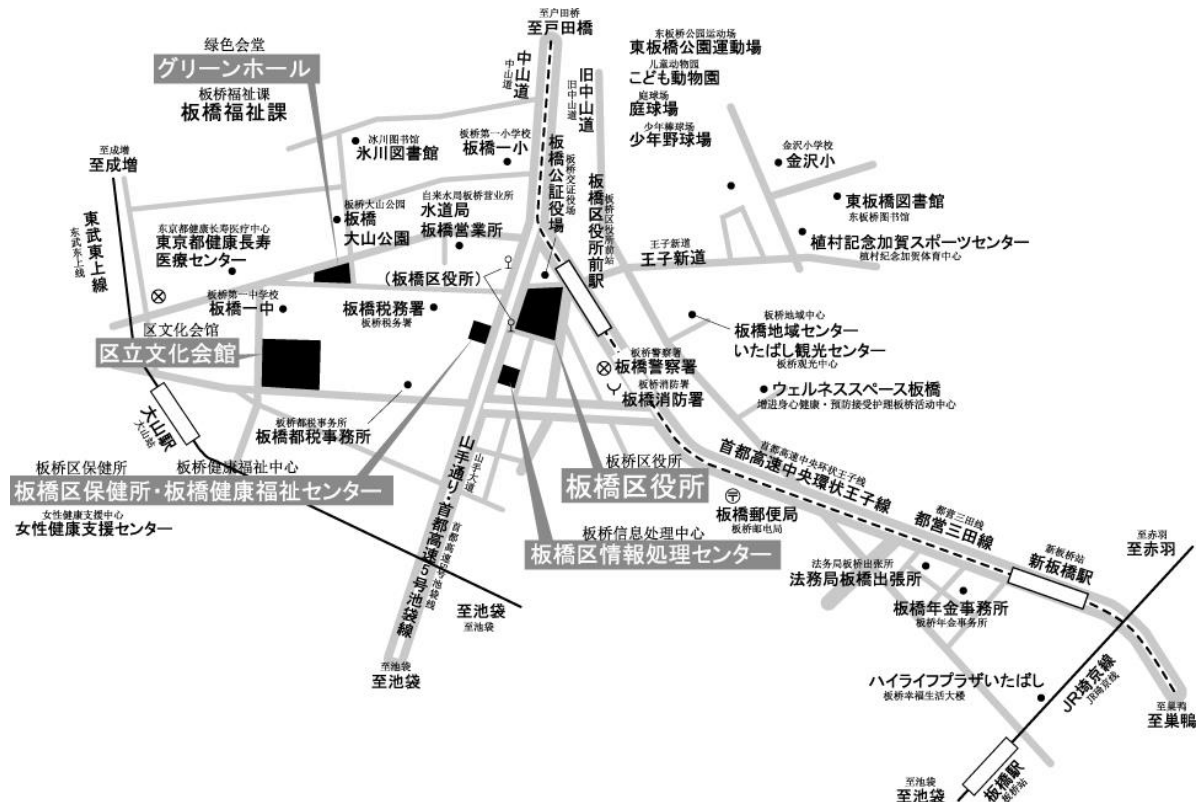 至户田桥
至戸田橋
中山道
中山道
旧中山道
旧中山道
东板桥公园运动场
東板橋公園運動場
儿童动物园
こども動物園
庭球场
庭球場
少年棒球场
少年野球場
绿色会堂
グリーンホール
板桥福祉课
板橋福祉課
冰川图书馆
氷川図書館
板桥第一小学校
板橋一小
板橋公証役場
板桥交证役场
板橋区役所前駅
板桥区役所前站
金沢小学校
金沢小
東板橋図書館
东板桥图书馆
植村記念加賀スポーツセンター
植村纪念加贺体育中心
至成增
至成増
東武東上線
东武东上线
东京都健康长寿医疗中心
東京都健康長寿
医療センター
板桥大山公园
板橋
大山公園
自来水局板桥营业所
水道局
板橋営業所
(板橋区役所)
王子新道
王子新道
板桥第一中学校
板橋一中
板橋税務署
板桥税务署
区文化会馆
区立文化会館
板桥地域中心
板橋地域センター
いたばし観光センター
板桥观光中心
板桥警察署
板橋警察署
板桥消防署
板橋消防署
ウェルネススペース板橋
增进身心健康・预防接受护理板桥活动中心
大山駅
大山站
板桥都税事务所
板橋都税事務所
板桥区保健所
板桥健康福祉中心
板橋区保健所・板橋健康福祉センター
女性健康支援中心
女性健康支援センター
山手通り・首都高速5号池袋線
山手大道
首都高速5号池袋线
板桥区役所
板橋区役所
板桥信息处理中心
板橋区情報処理センター
板橋郵便局
板桥邮电局
首都高速中央环状王子线
首都高速中央環状王子線
都营三田线
都営三田線
新板桥站
新板橋駅
至赤羽
至赤羽
法务局板桥出张所
法務局板橋出張所
板橋年金事務所
板桥年金事务所
至池袋
至池袋
至池袋
至池袋
ハイライフプラザいたばし
板桥幸福生活大楼
JR埼京線
JR埼京线
至巢鸭
至巣鴨
板橋駅
板桥站
至池袋
至池袋